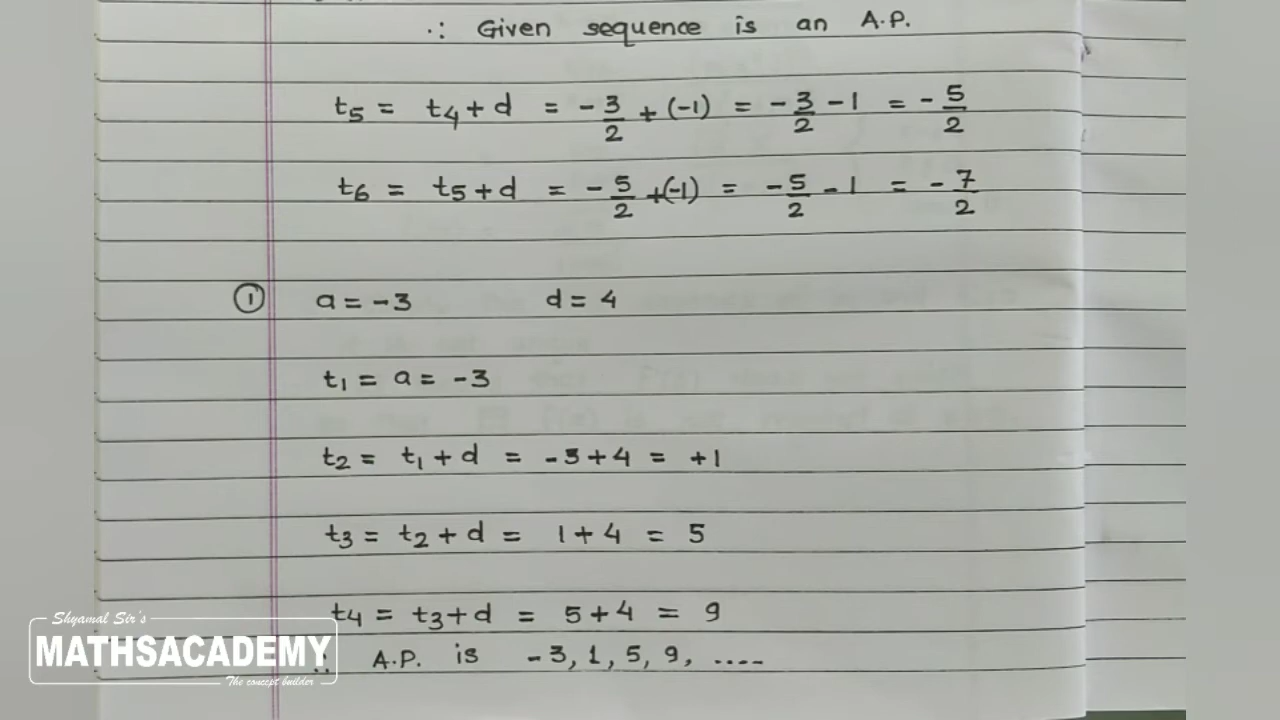 ∴ Given sequence is an A.P.
t₅ = t₄ + d = -3/2 + (-1) = -3/2 - 1 = -5/2
t₆ = t₅ + d = -5/2 + (-1) = -5/2 - 1 = -7/2
① a = -3 d = 4
t₁ = a = -3
t₂ = t₁ + d = -3 + 4 = +1
t₃ = t₂ + d = 1 + 4 = 5
t₄ = t₃ + d = 5 + 4 = 9
∴ A.P. is -3, 1, 5, 9, ....
Shyamal Sir's
MATHSACADEMY
The concept builder